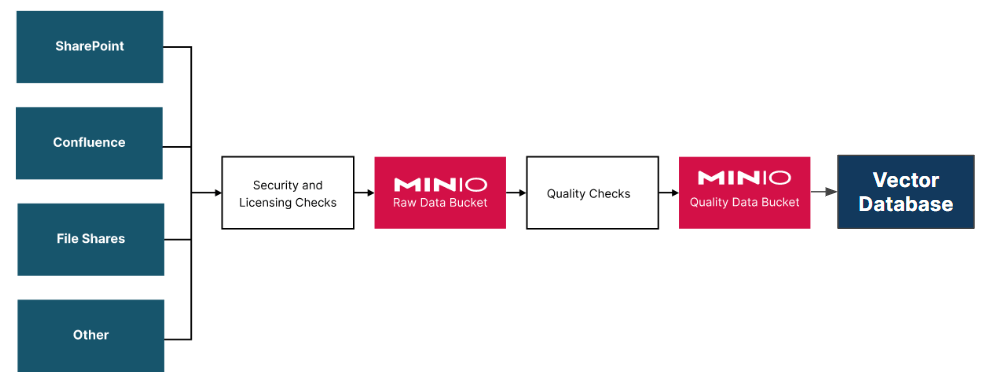 SharePoint
Confluence
File Shares
Other
Security and
Licensing Checks
MINIO
Raw Data Bucket
Quality Checks
MINIO
Quality Data Bucket
Vector
Database